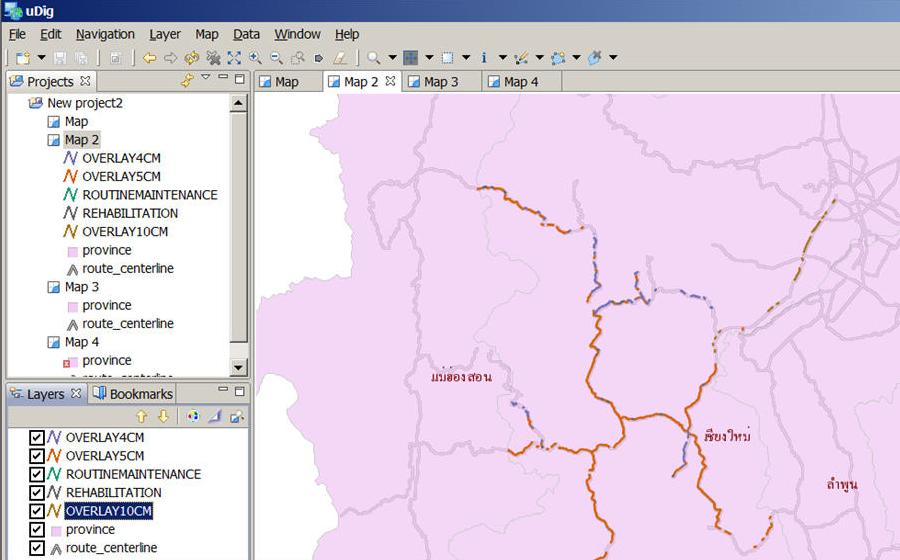 uDig
File Edit Navigation Layer Map Data Window Help
Projects
Map Map 2 Map 3 Map 4
New project2
Map
Map 2
OVERLAY4CM
OVERLAY5CM
ROUTINEMAINTENANCE
REHABILITATION
OVERLAY10CM
province
route_centerline
Map 3
province
route_centerline
Map 4
province
Layers Bookmarks
OVERLAY4CM
OVERLAY5CM
ROUTINEMAINTENANCE
REHABILITATION
OVERLAY10CM
province
route_centerline
แม่ฮ่องสอน
เชียงใหม่
ลำพูน